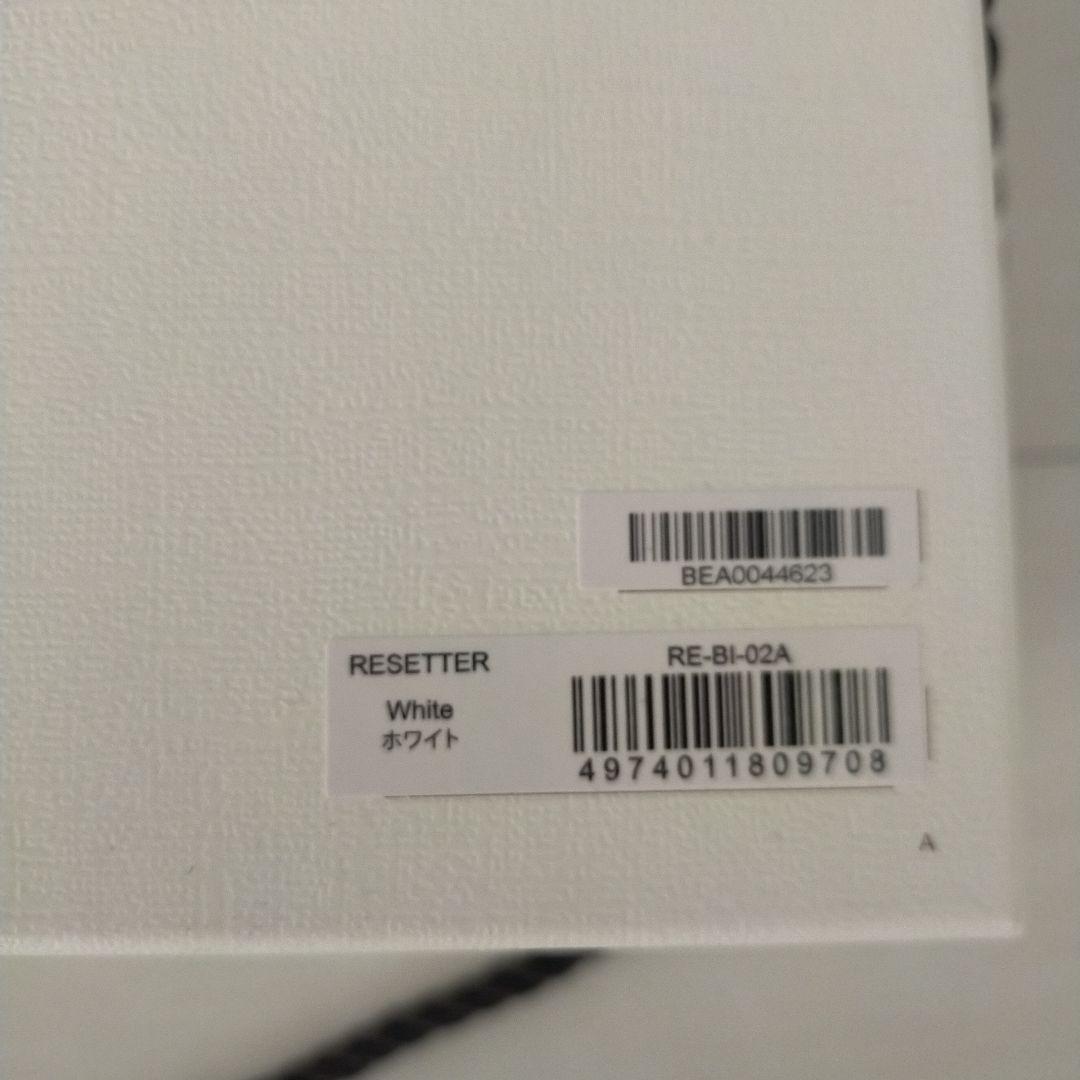 BEA0044623
RESETTER
White
ホワイト
RE-BI-02A
4974011809708
A